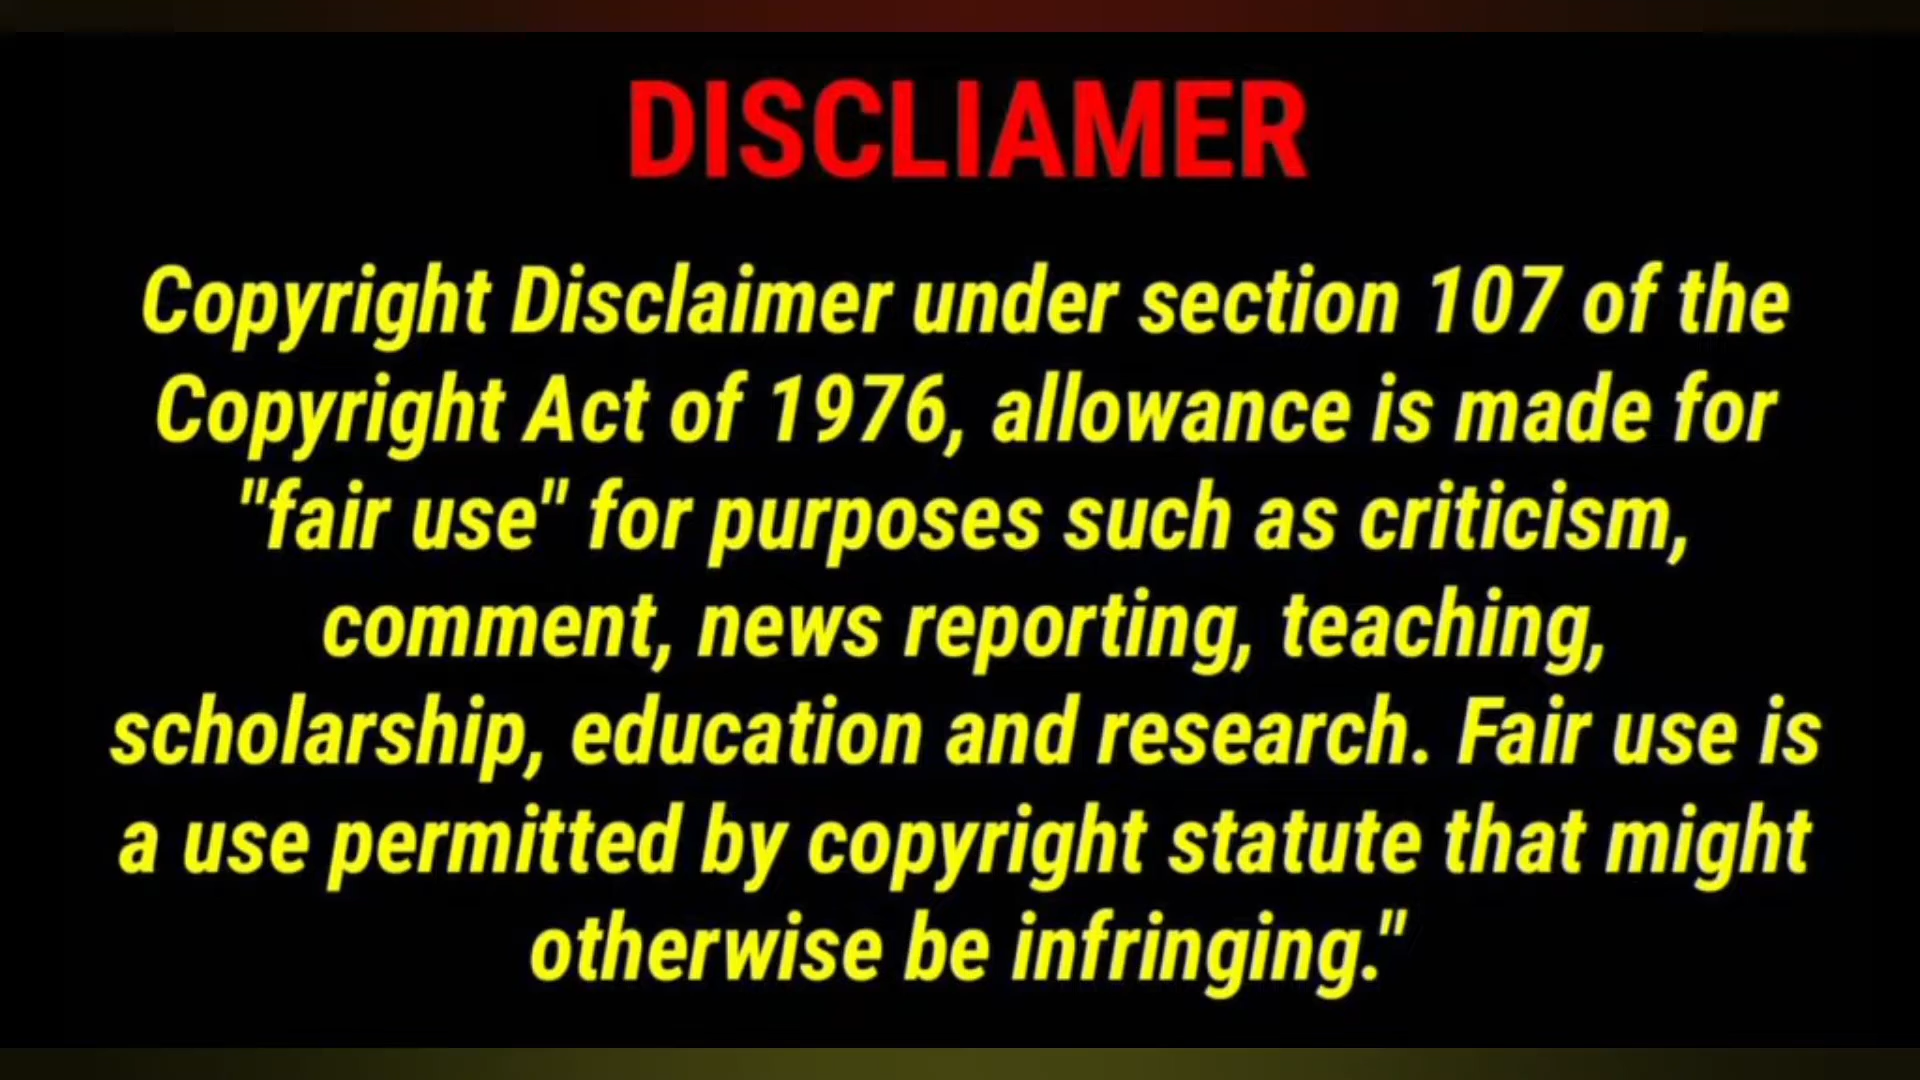 DISCLIAMER
Copyright Disclaimer under section 107 of the
Copyright Act of 1976, allowance is made for
"fair use" for purposes such as criticism,
comment, news reporting, teaching,
scholarship, education and research. Fair use is
a use permitted by copyright statute that might
otherwise be infringing."